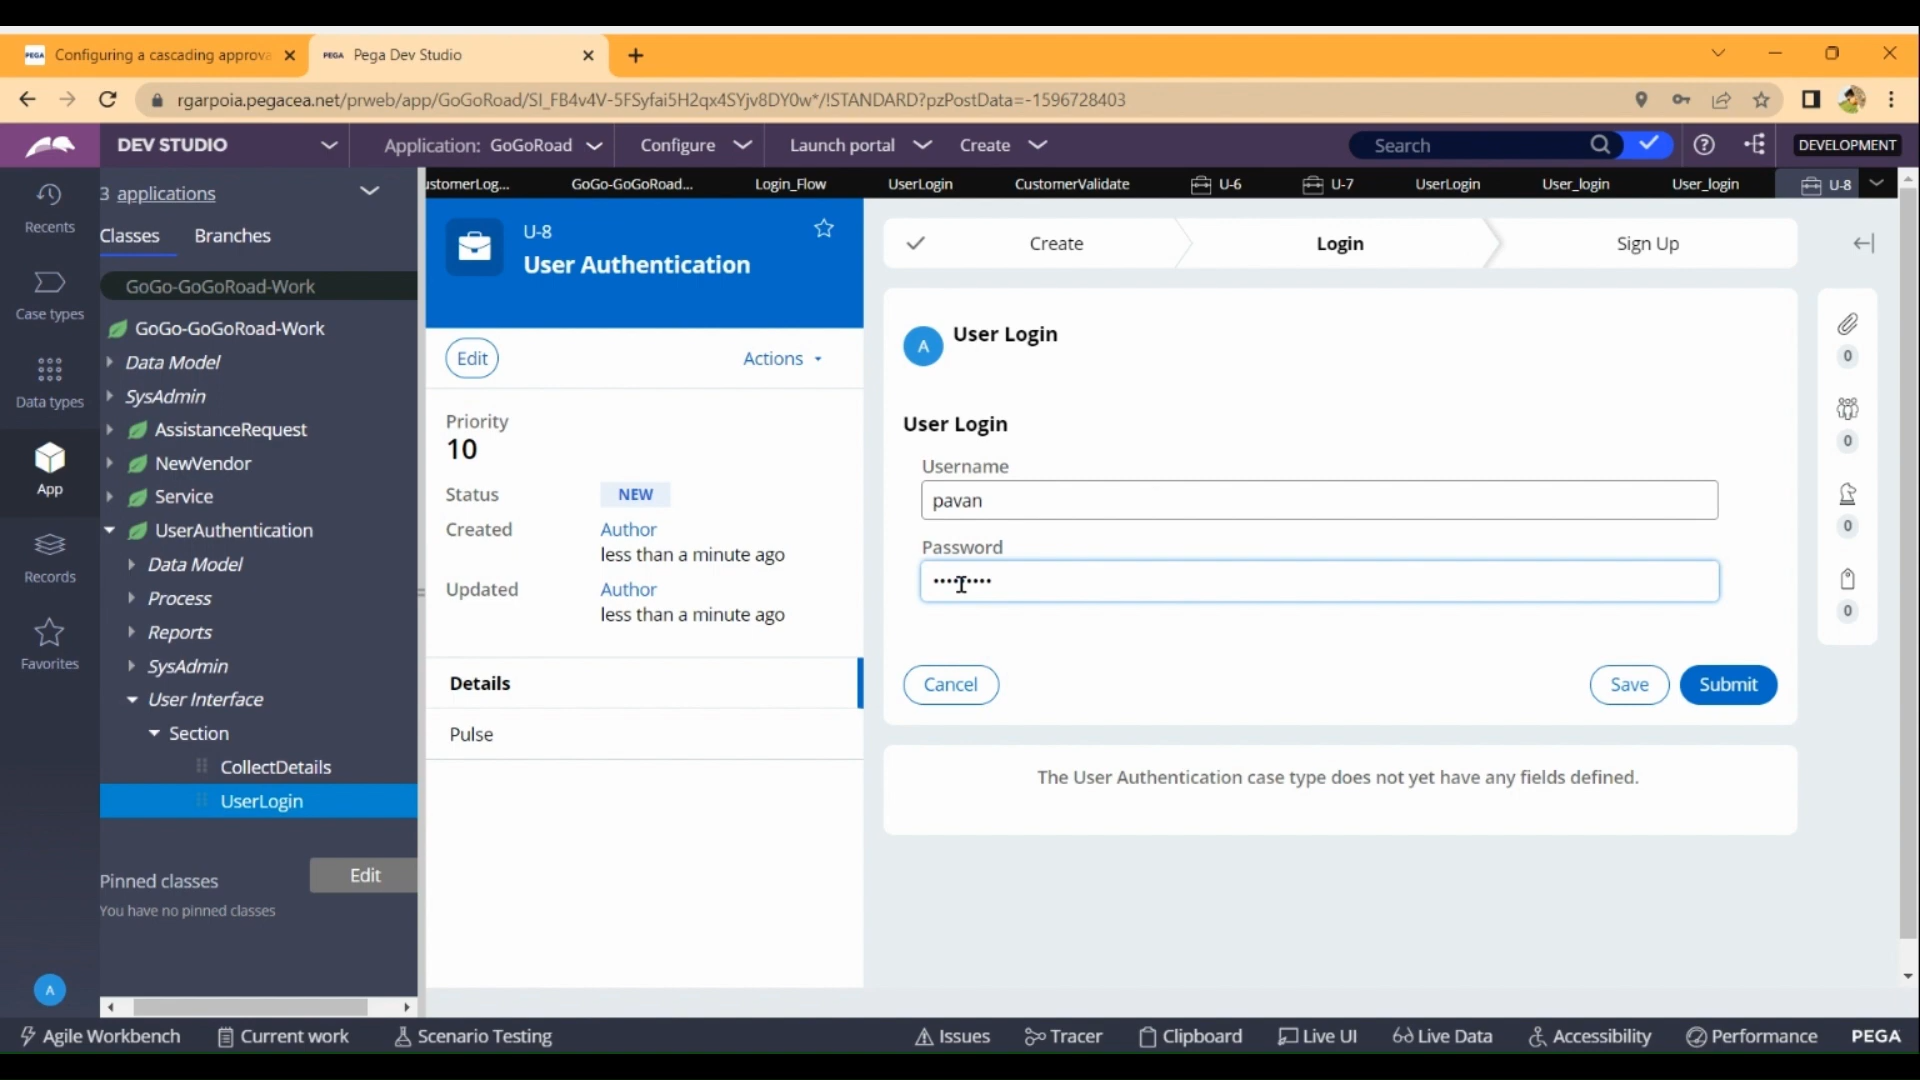 PEGA Configuring a cascading approva
PEGA Pega Dev Studio
rgarpoia.pegacea.net/prweb/app/GoGoRoad/SI_FB4v4V-5FSyfai5H2qx4SYjv8DY0w*/!STANDARD?pzPostData=-1596728403
DEV STUDIO
Application: GoGoRoad
Configure
Launch portal
Create
Search
DEVELOPMENT
ustomerLog...
GoGo-GoGoRoad...
Login_Flow
UserLogin
CustomerValidate
U-6
U-7
UserLogin
User_login
User_login
U-8
Recents
Case types
Data types
App
Records
Favorites
A
3 applications
Classes
Branches
GoGo-GoGoRoad-Work
GoGo-GoGoRoad-Work
Data Model
SysAdmin
AssistanceRequest
NewVendor
Service
UserAuthentication
Data Model
Process
Reports
SysAdmin
User Interface
Section
CollectDetails
UserLogin
Pinned classes
Edit
You have no pinned classes
U-8
User Authentication
Edit
Actions
Priority
10
Status NEW
Created Author
less than a minute ago
Updated Author
less than a minute ago
Details
Pulse
Create
Login
Sign Up
A
User Login
User Login
Username
pavan
Password
•••••••••
Cancel
Save
Submit
The User Authentication case type does not yet have any fields defined.
0
0
0
0
Agile Workbench
Current work
Scenario Testing
Issues
Tracer
Clipboard
Live UI
Live Data
Accessibility
Performance
PEGA